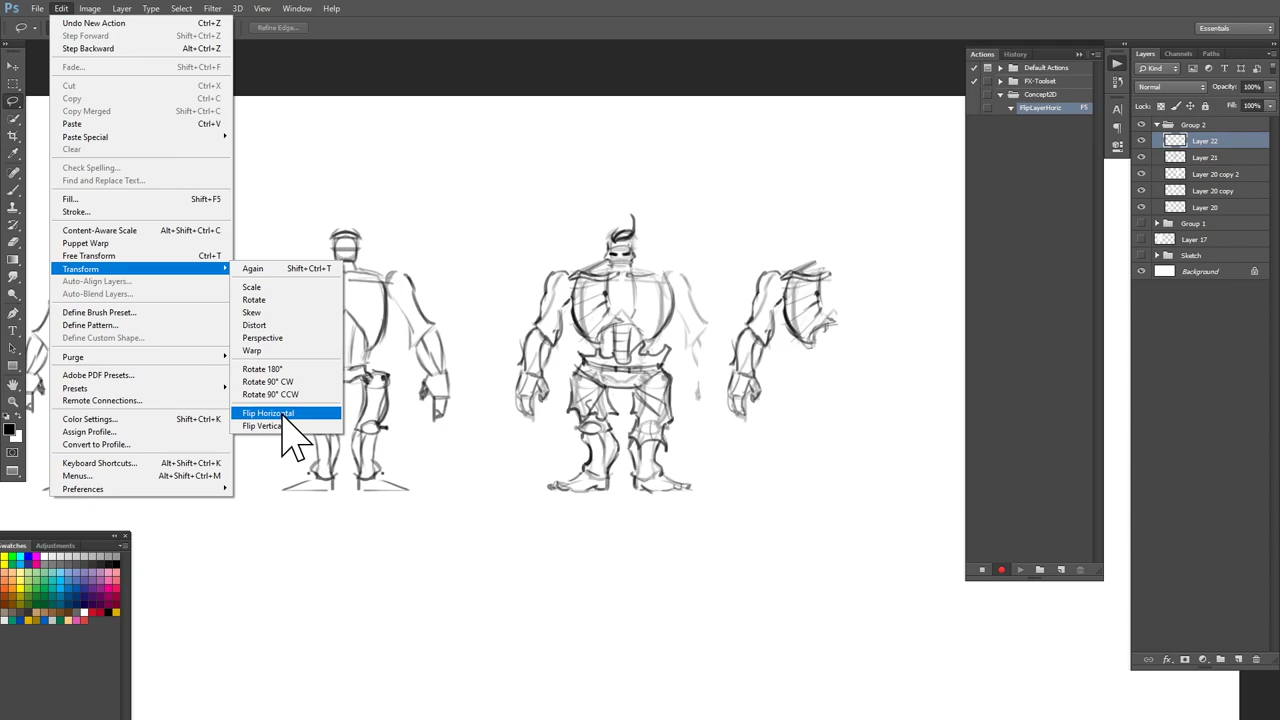 Ps File Edit Image Layer Type Select Filter 3D View Window Help
Refine Edge...
Essentials
Undo New Action Ctrl+Z
Step Forward Shift+Ctrl+Z
Step Backward Alt+Ctrl+Z
Fade... Shift+Ctrl+F
Cut Ctrl+X
Copy Ctrl+C
Copy Merged Shift+Ctrl+C
Paste Ctrl+V
Paste Special
Clear
Check Spelling...
Find and Replace Text...
Fill... Shift+F5
Stroke...
Content-Aware Scale Alt+Shift+Ctrl+C
Puppet Warp
Free Transform Ctrl+T
Transform
Auto-Align Layers...
Auto-Blend Layers...
Define Brush Preset...
Define Pattern...
Define Custom Shape...
Purge
Adobe PDF Presets...
Presets
Remote Connections...
Color Settings... Shift+Ctrl+K
Assign Profile...
Convert to Profile...
Keyboard Shortcuts... Alt+Shift+Ctrl+K
Menus... Alt+Shift+Ctrl+M
Preferences
Again Shift+Ctrl+T
Scale
Rotate
Skew
Distort
Perspective
Warp
Rotate 180°
Rotate 90° CW
Rotate 90° CCW
Flip Horizontal
Flip Vertica
Swatches Adjustments
Actions History
Default Actions
FX-Toolset
Concept2D
FlipLayerHoriz F5
Layers Channels Paths
Kind
Normal Opacity: 100%
Lock: Fill: 100%
Group 2
Layer 22
Layer 21
Layer 20 copy 2
Layer 20 copy
Layer 20
Group 1
Layer 17
Sketch
Background